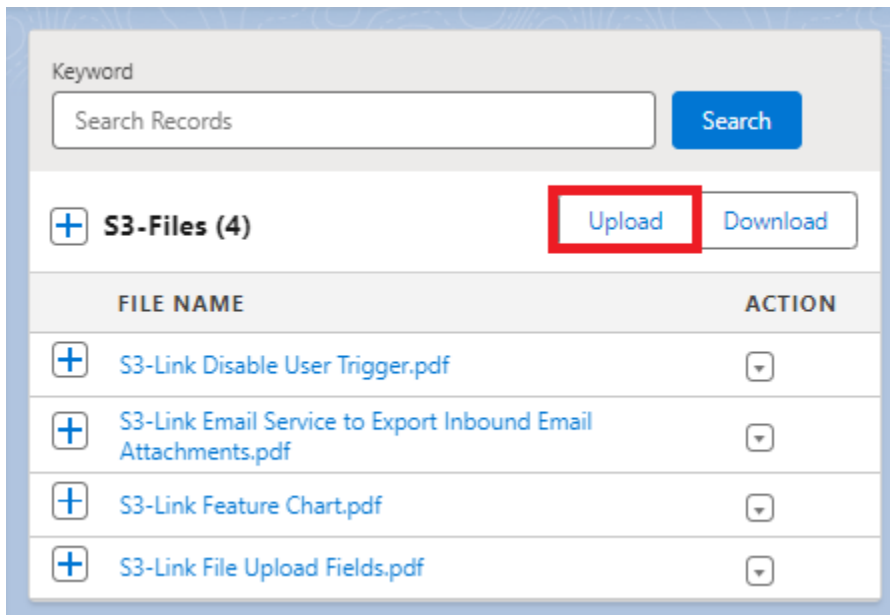 Keyword
Search Records
Search
S3-Files (4)
Upload
Download
FILE NAME
ACTION
S3-Link Disable User Trigger.pdf
S3-Link Email Service to Export Inbound Email
Attachments.pdf
S3-Link Feature Chart.pdf
S3-Link File Upload Fields.pdf